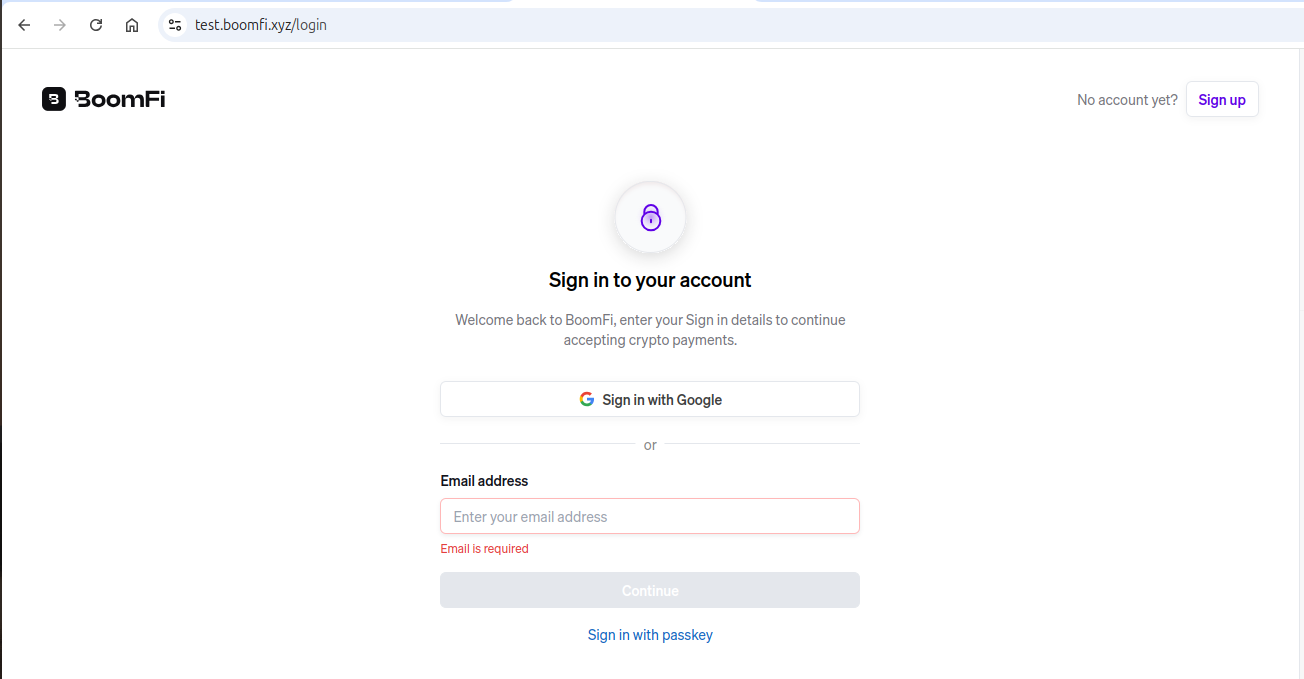 test.boomfi.xyz/login
BoomFi
No account yet? Sign up
Sign in to your account
Welcome back to BoomFi, enter your Sign in details to continue
accepting crypto payments.
Sign in with Google
or
Email address
Enter your email address
Email is required
Continue
Sign in with passkey